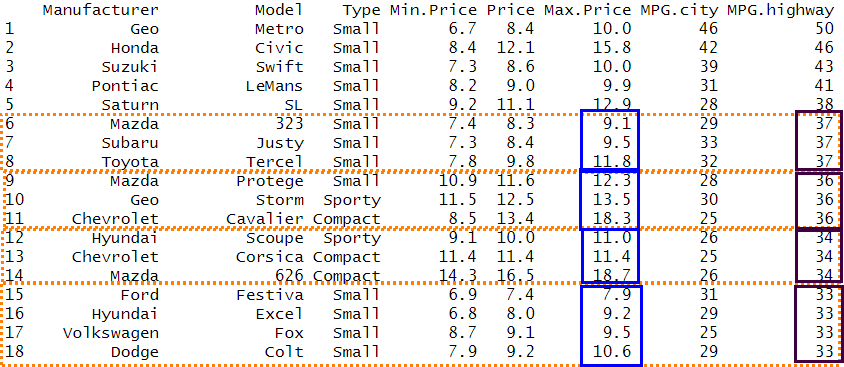 Manufacturer Model Type Min.Price Price Max.Price MPG.city MPG.highway
1 Geo Metro Small 6.7 8.4 10.0 46 50
2 Honda Civic Small 8.4 12.1 15.8 42 46
3 Suzuki Swift Small 7.3 8.6 10.0 39 43
4 Pontiac LeMans Small 8.2 9.0 9.9 31 41
5 Saturn SL Small 9.2 11.1 12.9 28 38
6 Mazda 323 Small 7.4 8.3 9.1 29 37
7 Subaru Justy Small 7.3 8.4 9.5 33 37
8 Toyota Tercel Small 7.8 9.8 11.8 32 37
9 Mazda Protege Small 10.9 11.6 12.3 28 36
10 Geo Storm Sporty 11.5 12.5 13.5 30 36
11 Chevrolet Cavalier Compact 8.5 13.4 18.3 25 36
12 Hyundai Scoupe Sporty 9.1 10.0 11.0 26 34
13 Chevrolet Corsica Compact 11.4 11.4 11.4 25 34
14 Mazda 626 Compact 14.3 16.5 18.7 26 34
15 Ford Festiva Small 6.9 7.4 7.9 31 33
16 Hyundai Excel Small 6.8 8.0 9.2 29 33
17 Volkswagen Fox Small 8.7 9.1 9.5 25 33
18 Dodge Colt Small 7.9 9.2 10.6 29 33